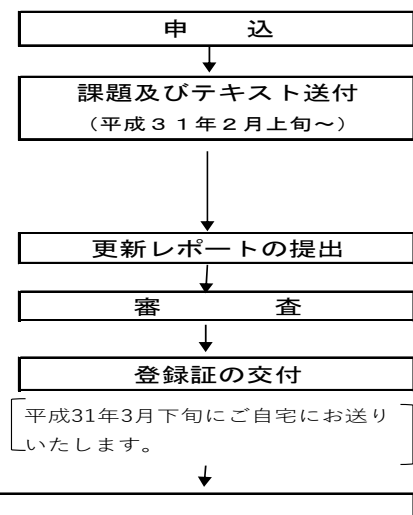 申　　込
課題及びテキスト送付
（平成３１年２月上旬～）
更新レポートの提出
審　　　査
登録証の交付
平成31年3月下旬にご自宅にお送り
いたします。